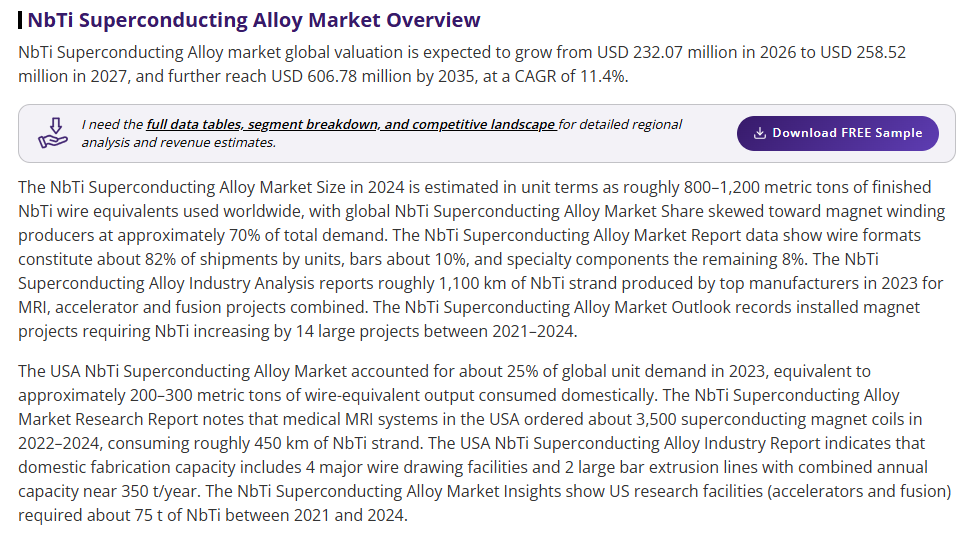 NbTi Superconducting Alloy Market Overview
NbTi Superconducting Alloy market global valuation is expected to grow from USD 232.07 million in 2026 to USD 258.52
million in 2027, and further reach USD 606.78 million by 2035, at a CAGR of 11.4%.
I need the full data tables, segment breakdown, and competitive landscape for detailed regional
analysis and revenue estimates.
Download FREE Sample
The NbTi Superconducting Alloy Market Size in 2024 is estimated in unit terms as roughly 800–1,200 metric tons of finished
NbTi wire equivalents used worldwide, with global NbTi Superconducting Alloy Market Share skewed toward magnet winding
producers at approximately 70% of total demand. The NbTi Superconducting Alloy Market Report data show wire formats
constitute about 82% of shipments by units, bars about 10%, and specialty components the remaining 8%. The NbTi
Superconducting Alloy Industry Analysis reports roughly 1,100 km of NbTi strand produced by top manufacturers in 2023 for
MRI, accelerator and fusion projects combined. The NbTi Superconducting Alloy Market Outlook records installed magnet
projects requiring NbTi increasing by 14 large projects between 2021–2024.
The USA NbTi Superconducting Alloy Market accounted for about 25% of global unit demand in 2023, equivalent to
approximately 200–300 metric tons of wire-equivalent output consumed domestically. The NbTi Superconducting Alloy
Market Research Report notes that medical MRI systems in the USA ordered about 3,500 superconducting magnet coils in
2022–2024, consuming roughly 450 km of NbTi strand. The USA NbTi Superconducting Alloy Industry Report indicates that
domestic fabrication capacity includes 4 major wire drawing facilities and 2 large bar extrusion lines with combined annual
capacity near 350 t/year. The NbTi Superconducting Alloy Market Insights show US research facilities (accelerators and fusion)
required about 75 t of NbTi between 2021 and 2024.